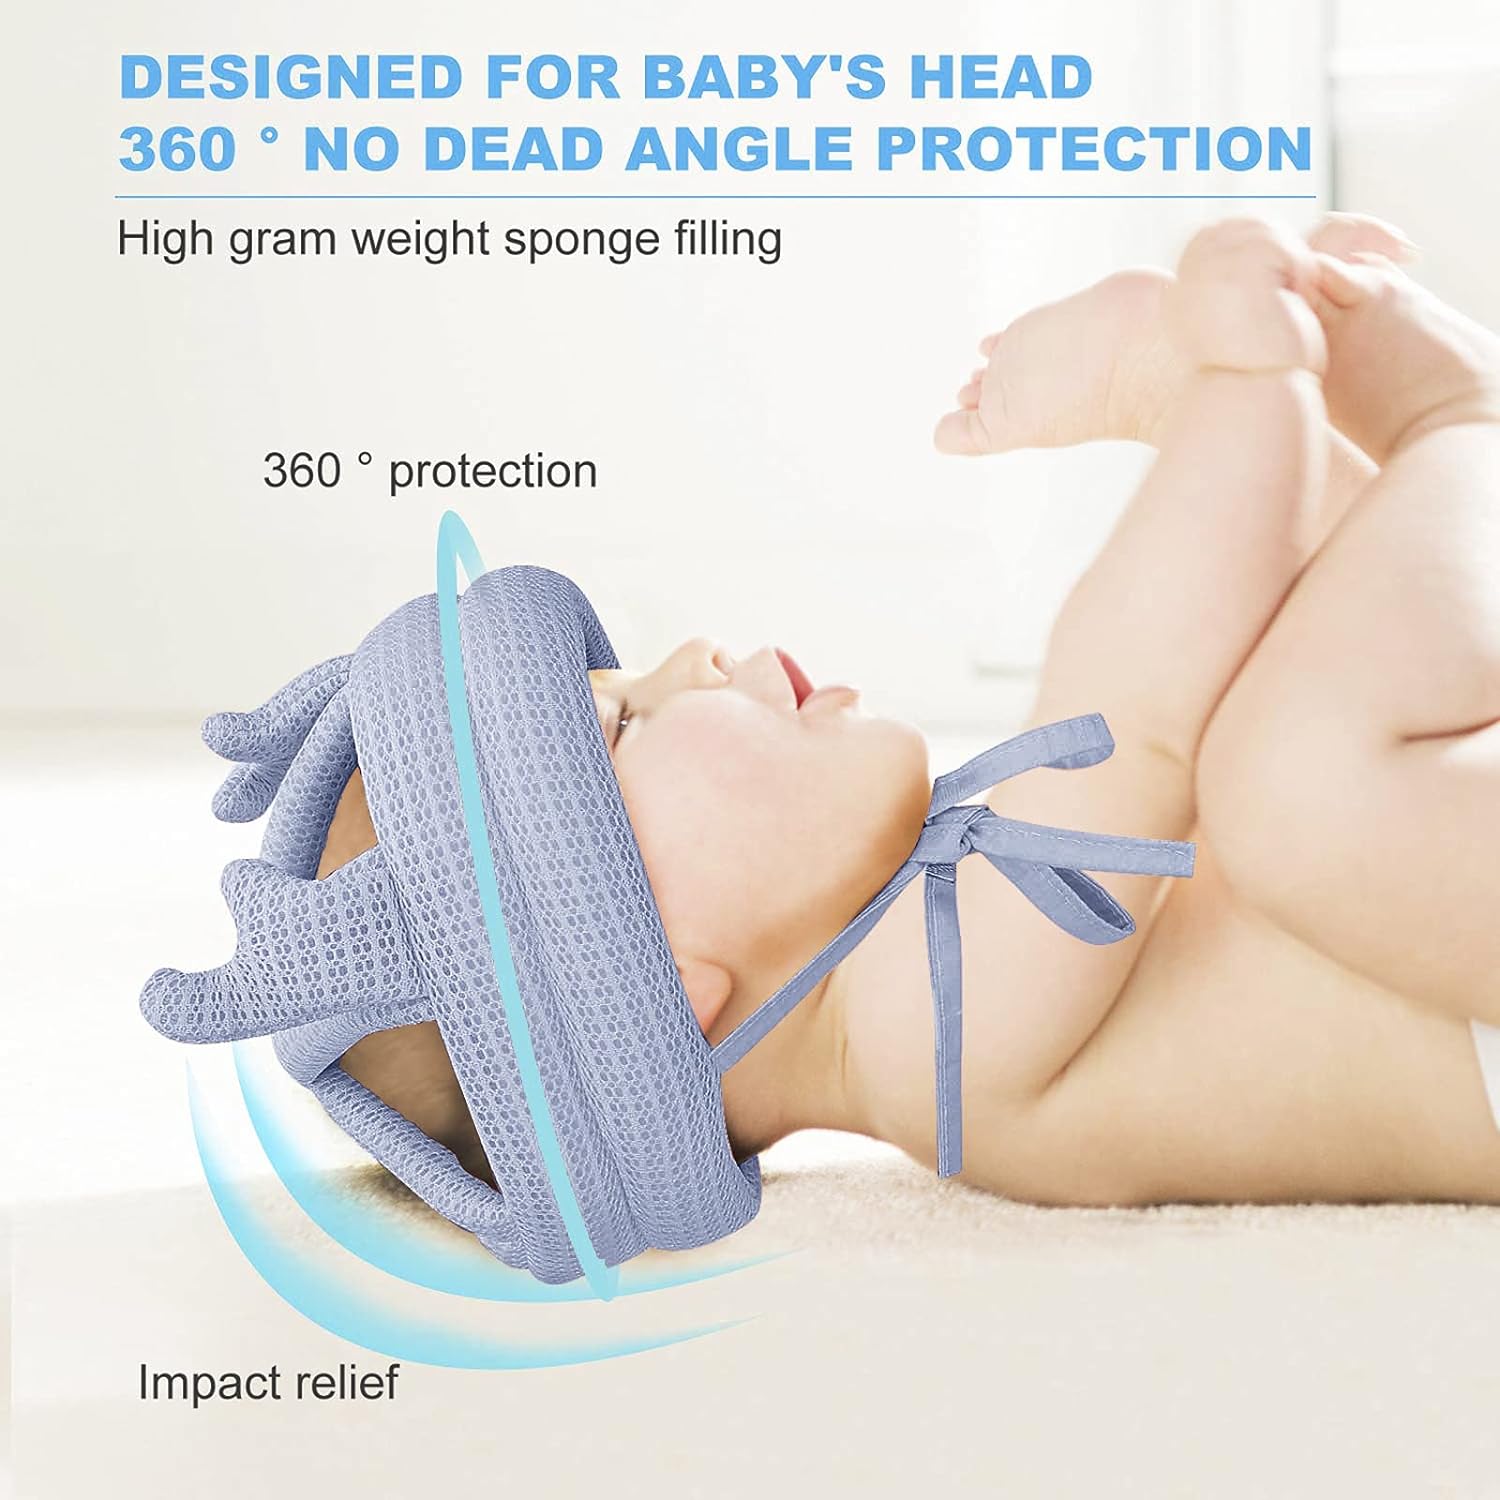 DESIGNED FOR BABY'S HEAD
360 ° NO DEAD ANGLE PROTECTION
High gram weight sponge filling
360 ° protection
Impact relief